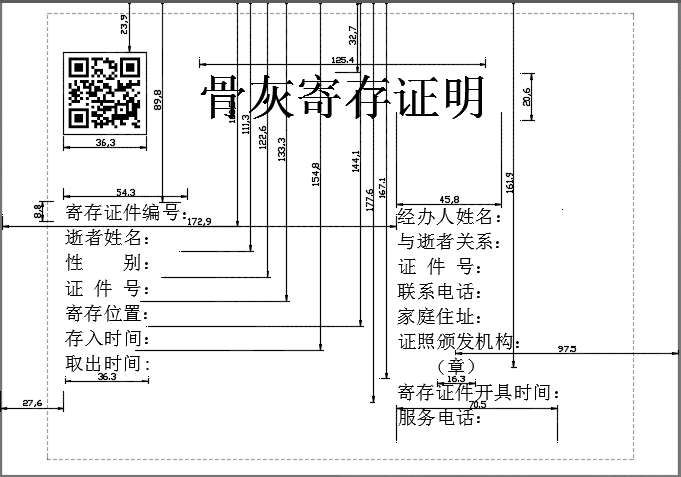 23,9
32,7
125.4
骨灰寄存证明
89,8
20,6
111,3
122,6
133,3
154,8
144,1
177,6
167,1
161,9
36,3
54.3
45,8
8,8
寄存证件编号:
172,9
经办人姓名:
逝者姓名:
与逝者关系:
性 别:
证 件 号:
证 件 号:
联系电话:
寄存位置:
家庭住址:
存入时间:
证照颁发机构:
97.5
取出时间:
(章)
36.3
16.3
寄存证件开具时间:
27,6
70.5
服务电话: